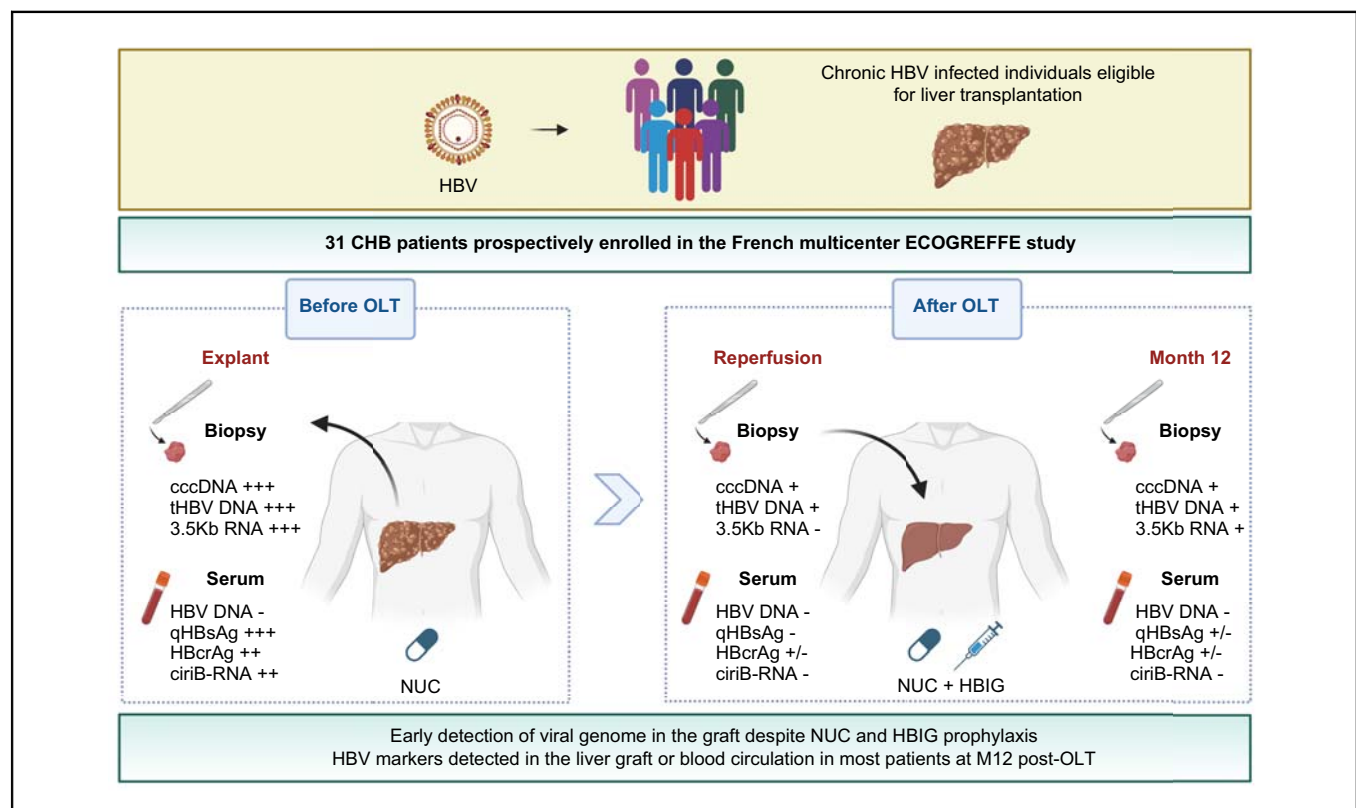 Chronic HBV infected individuals eligible
for liver transplantation
HBV
31 CHB patients prospectively enrolled in the French multicenter ECOGREFFE study
Before OLT
Explant
Biopsy
cccDNA +++
tHBV DNA +++
3.5Kb RNA +++
Serum
HBV DNA -
qHBsAg +++
HBcrAg ++
ciriB-RNA ++
NUC
After OLT
Reperfusion
Biopsy
cccDNA +
tHBV DNA +
3.5Kb RNA -
Serum
HBV DNA -
qHBsAg -
HBcrAg +/-
ciriB-RNA -
NUC + HBIG
Month 12
Biopsy
cccDNA +
tHBV DNA +
3.5Kb RNA +
Serum
HBV DNA -
qHBsAg +/-
HBcrAg +/-
ciriB-RNA -
Early detection of viral genome in the graft despite NUC and HBIG prophylaxis
HBV markers detected in the liver graft or blood circulation in most patients at M12 post-OLT